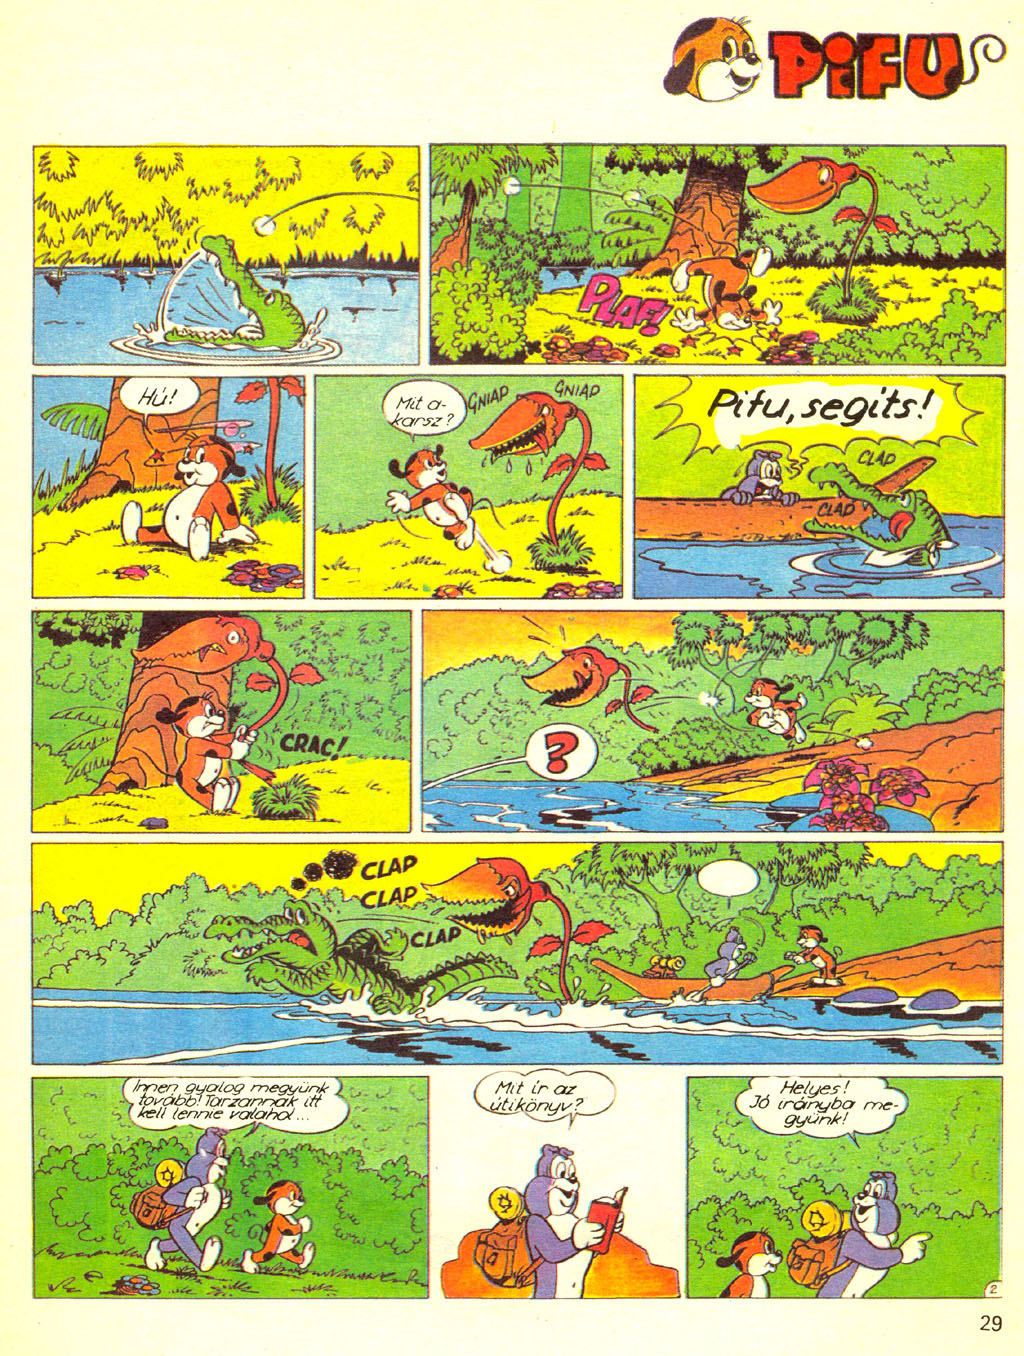 PiFU
PLAF!
Hú!
Mit a-
karsz?
GNIAP
GNIAP
Pifu, segíts!
CLAP
CLAP
CRAC!
?
CLAP
CLAP
CLAP
Innen gyalog megyünk
tovább! Tarzannak itt
kell lennie valahol...
Mit ír az
útikönyv?
Helyes!
Jó irányba me-
gyünk!
2
29